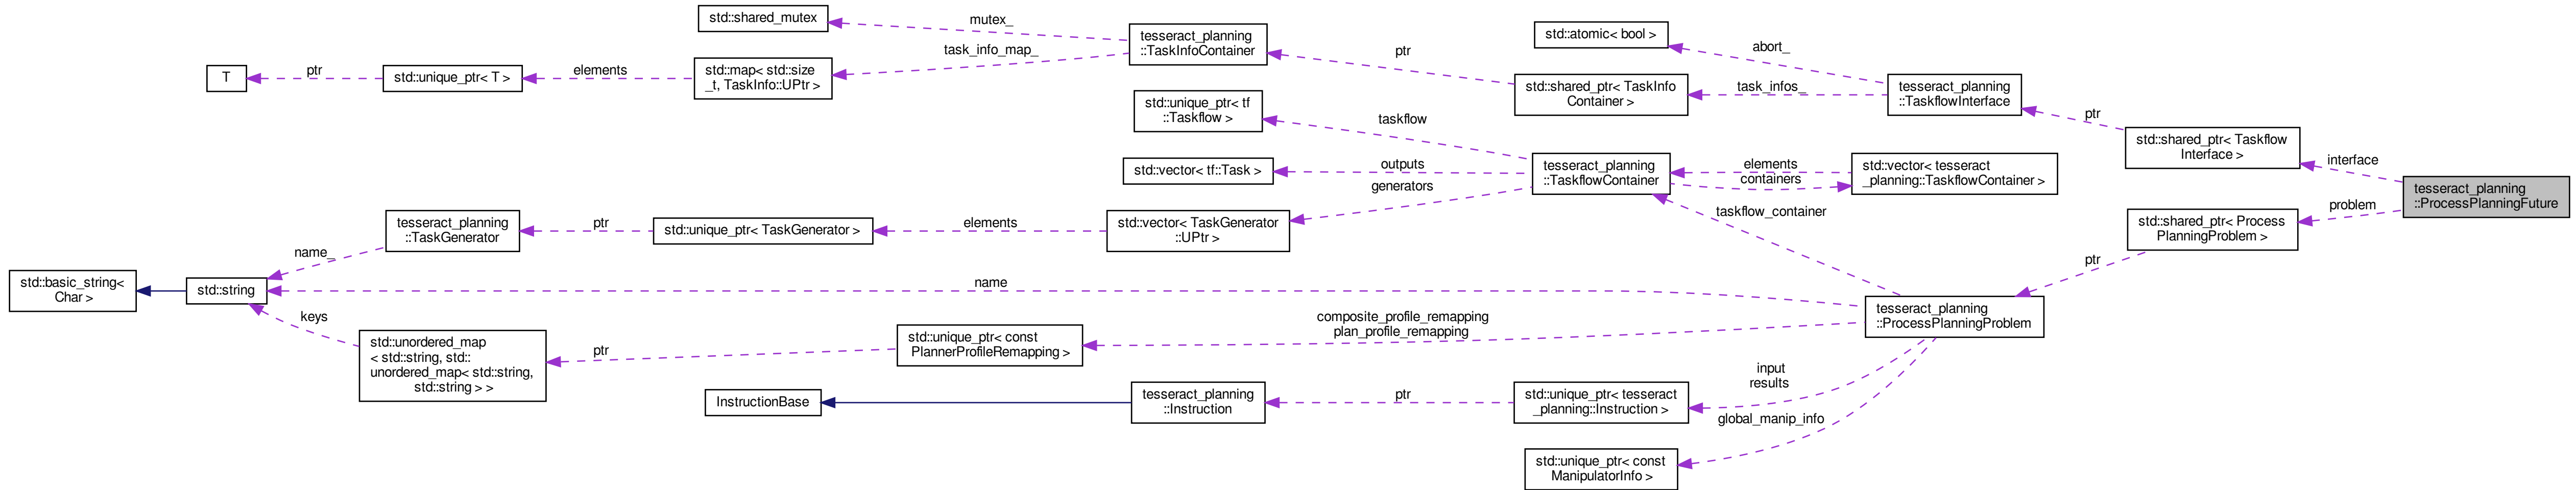 std::shared_mutex
mutex_
tesseract_planning
::TaskInfoContainer
task_info_map_
T
ptr
std::unique_ptr< T >
elements
std::map< std::size
_t, TaskInfo::UPtr >
ptr
std::shared_ptr< TaskInfo
Container >
std::atomic< bool >
abort_
task_infos_
tesseract_planning
::TaskflowInterface
ptr
std::shared_ptr< Taskflow
Interface >
interface
tesseract_planning
::ProcessPlanningFuture
problem
std::shared_ptr< Process
PlanningProblem >
ptr
std::unique_ptr< tf
::Taskflow >
taskflow
std::vector< tf::Task >
outputs
generators
tesseract_planning
::TaskflowContainer
elements
containers
std::vector< tesseract
_planning::TaskflowContainer >
taskflow_container
tesseract_planning
::TaskGenerator
ptr
std::unique_ptr< TaskGenerator >
elements
std::vector< TaskGenerator
::UPtr >
name_
std::basic_string<
Char >
std::string
name
tesseract_planning
::ProcessPlanningProblem
keys
std::unordered_map
< std::string, std::
unordered_map< std::string,
std::string > >
ptr
std::unique_ptr< const
PlannerProfileRemapping >
composite_profile_remapping
plan_profile_remapping
InstructionBase
tesseract_planning
::Instruction
ptr
std::unique_ptr< tesseract
_planning::Instruction >
input
results
global_manip_info
std::unique_ptr< const
ManipulatorInfo >